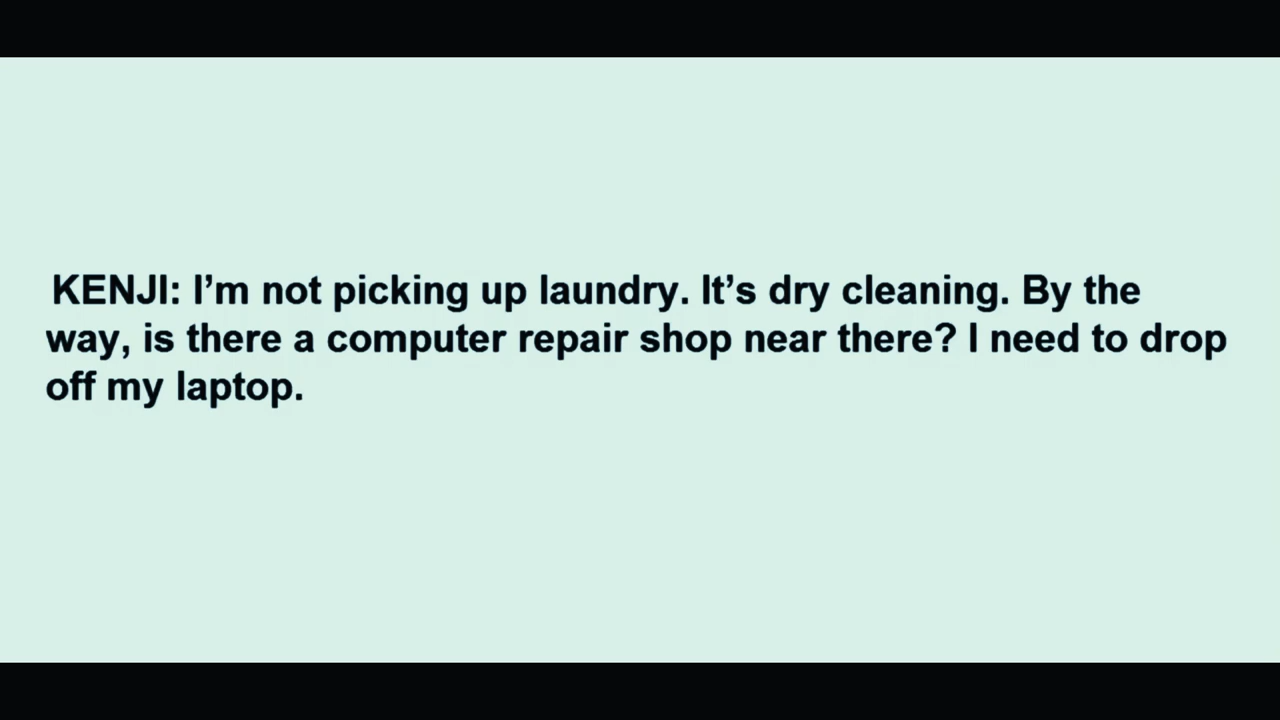 KENJI: I’m not picking up laundry. It’s dry cleaning. By the
way, is there a computer repair shop near there? I need to drop
off my laptop.